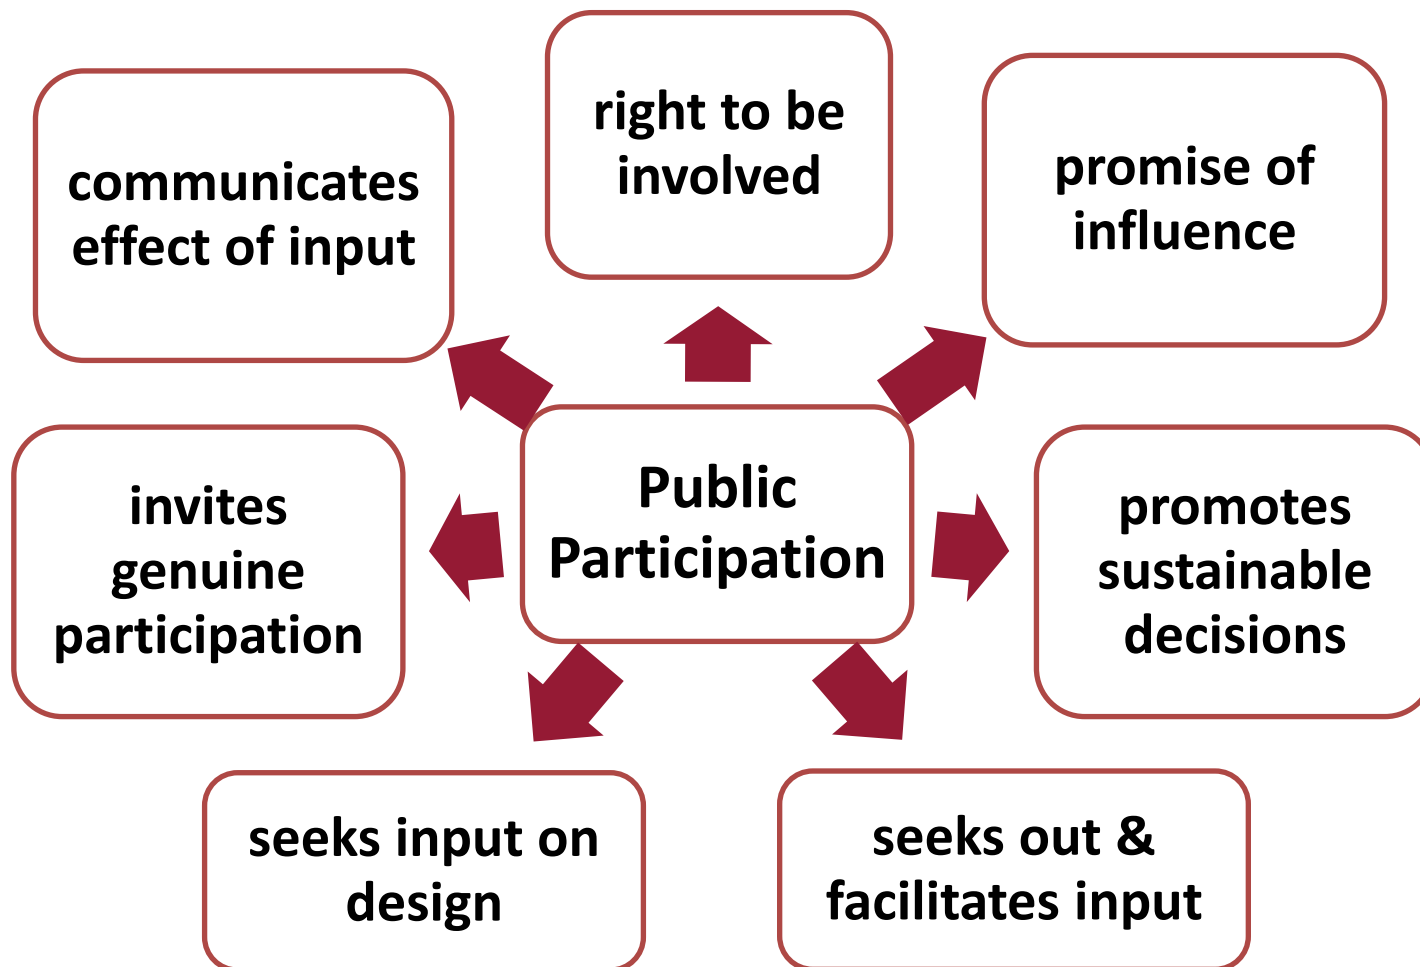 right to be
involved
promise of
influence
promotes
sustainable
decisions
seeks out &
facilitates input
seeks input on
design
invites
genuine
participation
communicates
effect of input
Public
Participation